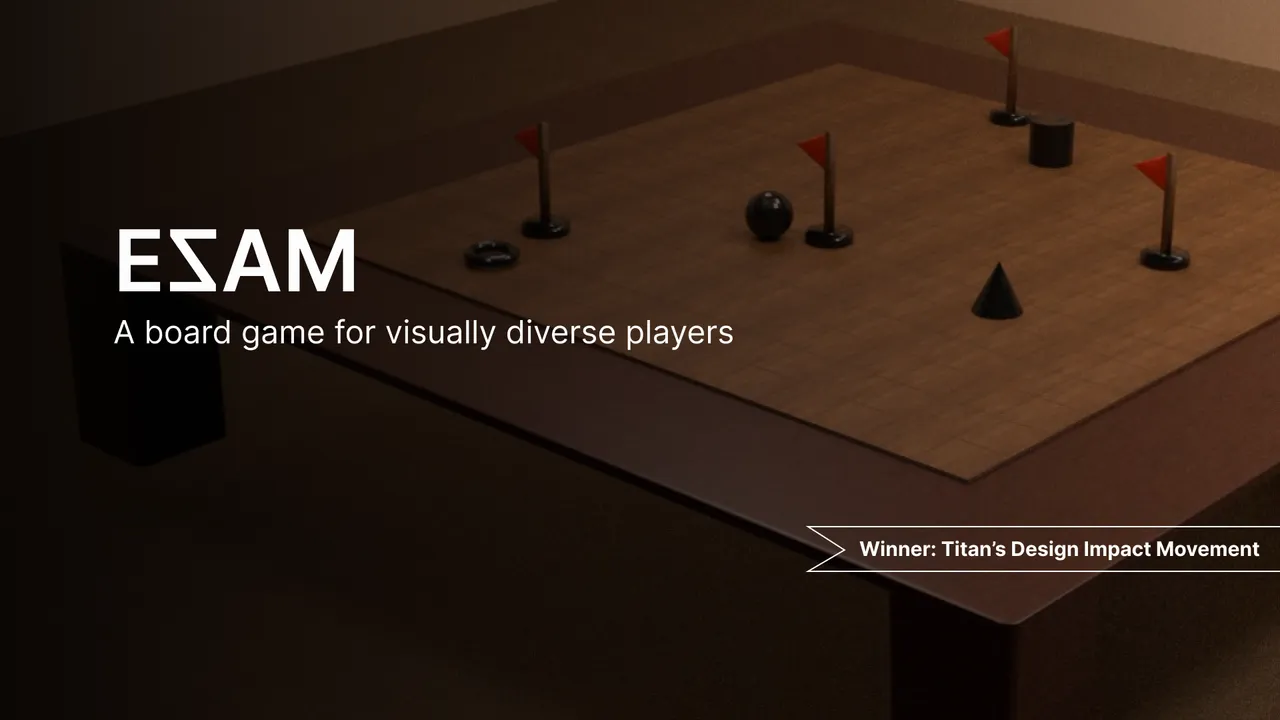 EZAM
A board game for visually diverse players
Winner: Titan’s Design Impact Movement